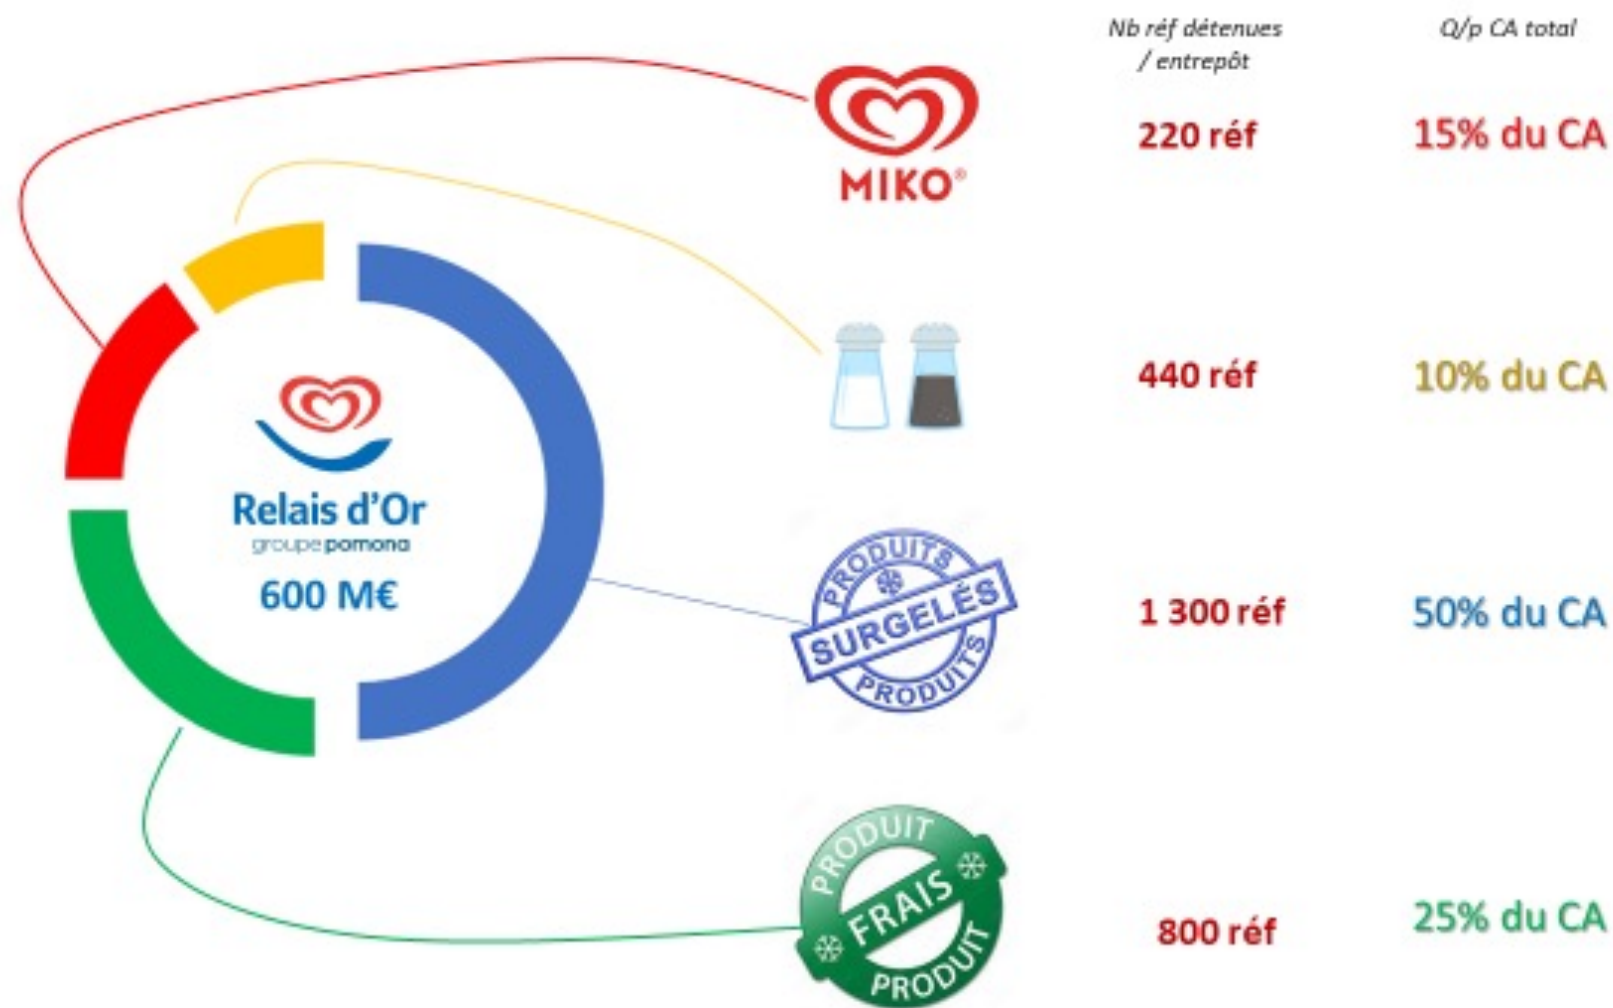 Nb réf détenues
/ entrepôt
Q/p CA total
MIKO®
220 réf
15% du CA
440 réf
10% du CA
Relais d'Or
groupe pomona
600 M€
PRODUITS
SURGELÉS
PRODUITS
1 300 réf
50% du CA
PRODUIT
FRAIS
PRODUIT
800 réf
25% du CA